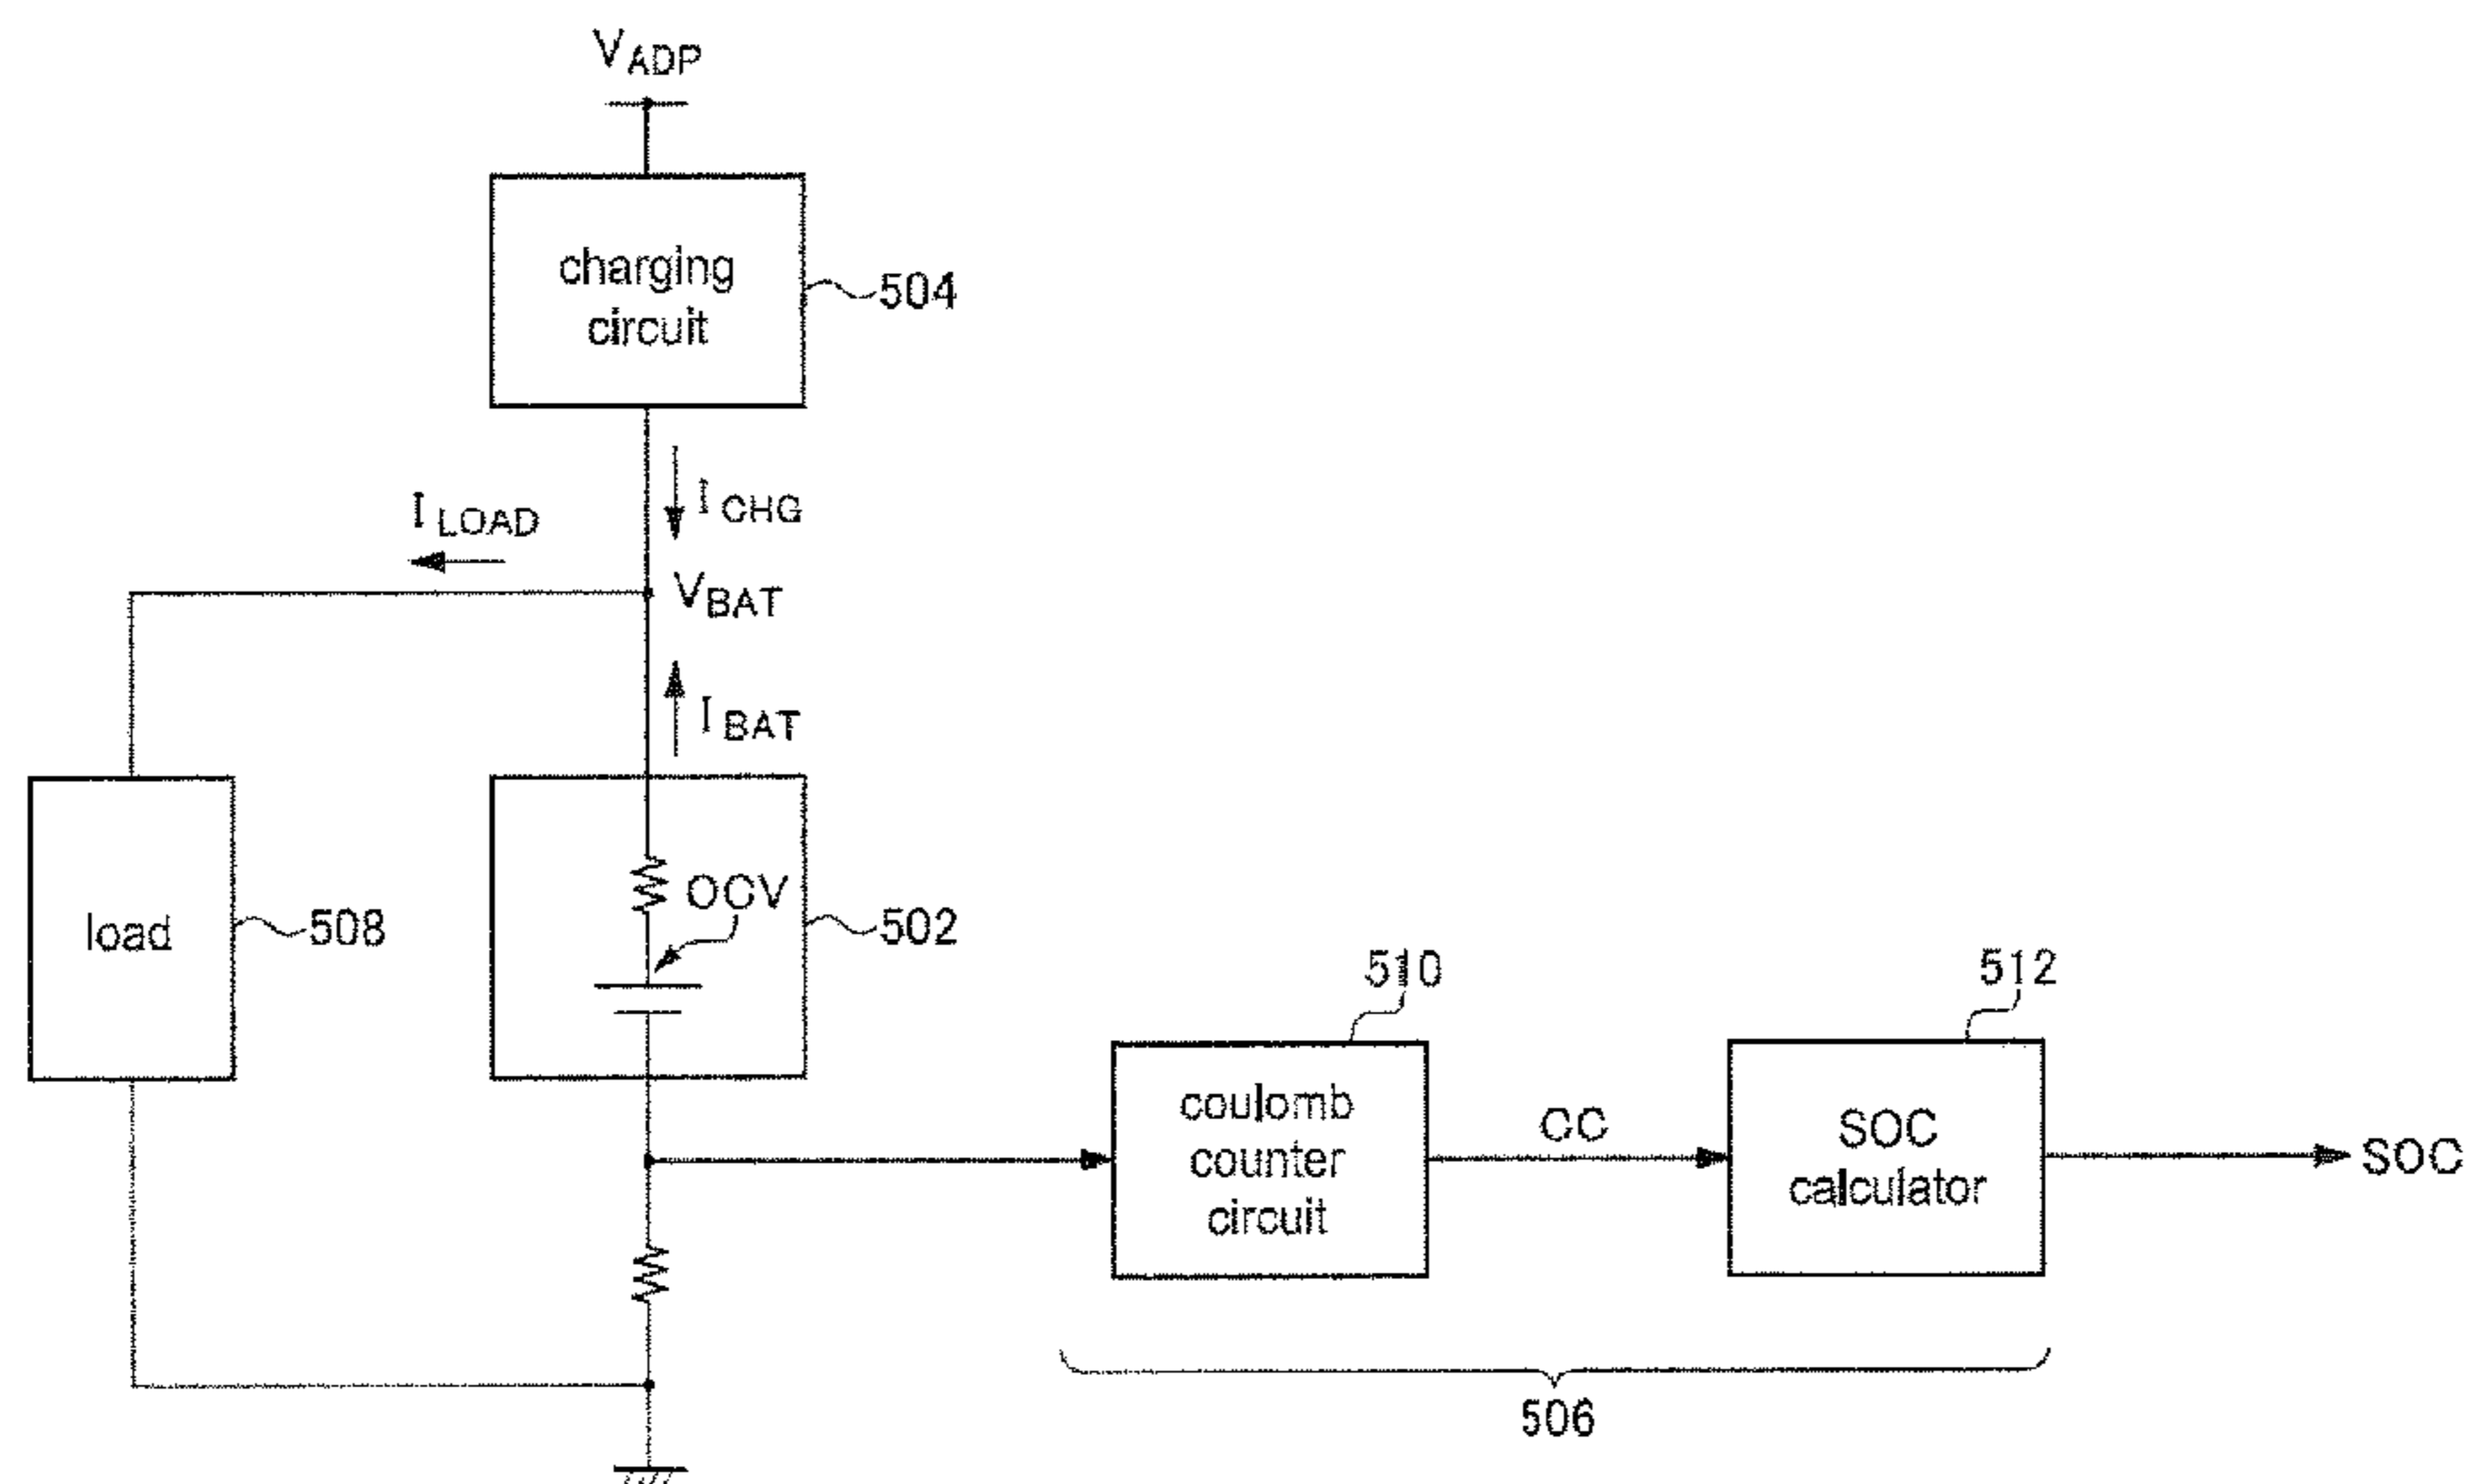 VADP
charging
circuit
504
ILOAD
ICHG
VBAT
IBAT
load
508
OCV
502
510
512
coulomb
counter
circuit
CC
SOC
calculator
SOC
506